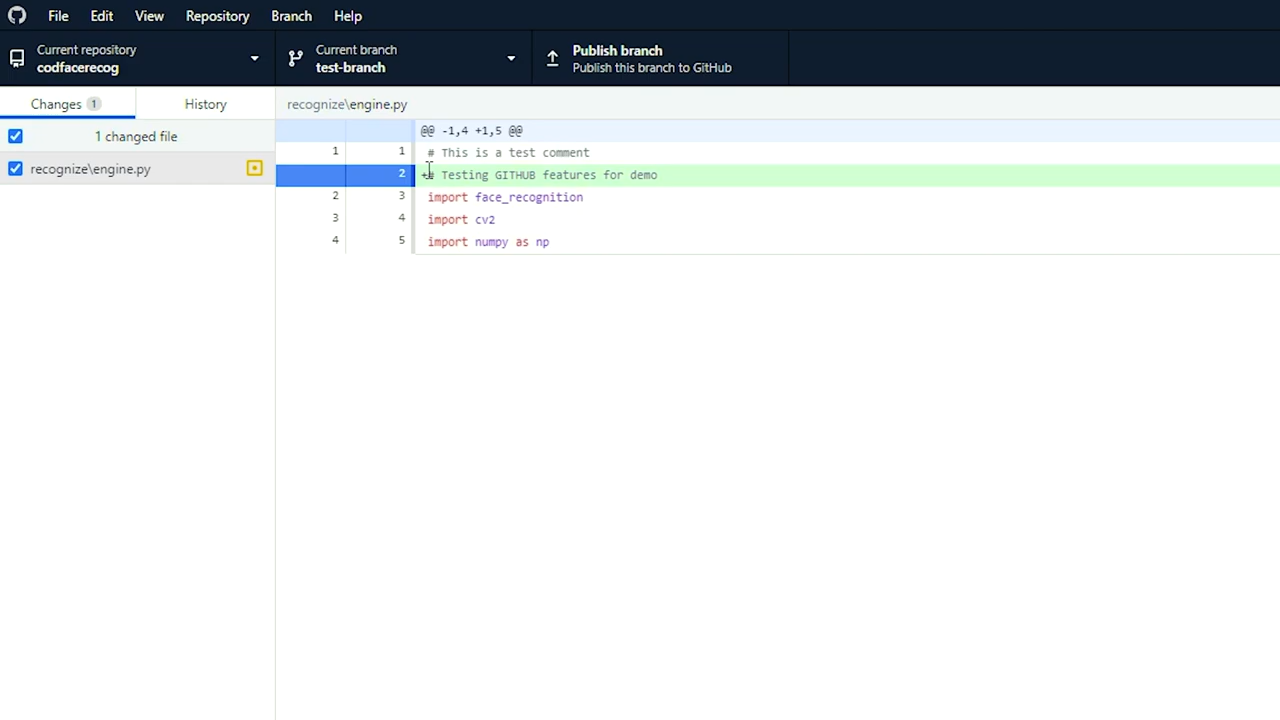 File Edit View Repository Branch Help
Current repository
codfacerecog
Current branch
test-branch
Publish branch
Publish this branch to GitHub
Changes 1
History
recognize\engine.py
1 changed file
recognize\engine.py
@@ -1,4 +1,5 @@
1 1 # This is a test comment
2 +# Testing GITHUB features for demo
2 3 import face_recognition
3 4 import cv2
4 5 import numpy as np